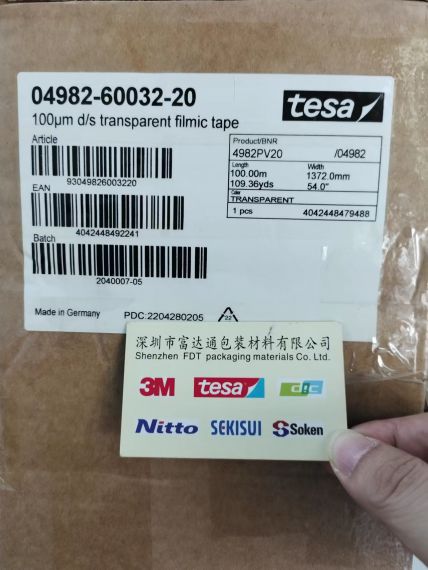 04982-60032-20
100µm d/s transparent filmic tape
tesa
Article
93049826003220
EAN
4042448492241
Batch
2040007-05
Product/BNR
4982PV20 /04982
Length Width
100.00m 1372.0mm
109.36yds 54.0"
Color
TRANSPARENT
1 pcs 4042448479488
Made in Germany PDC:2204280205
22
深圳市富达通包装材料有限公司
Shenzhen FDT packaging materials Co. Ltd.
3M tesa dic
Nitto SEKISUI Soken